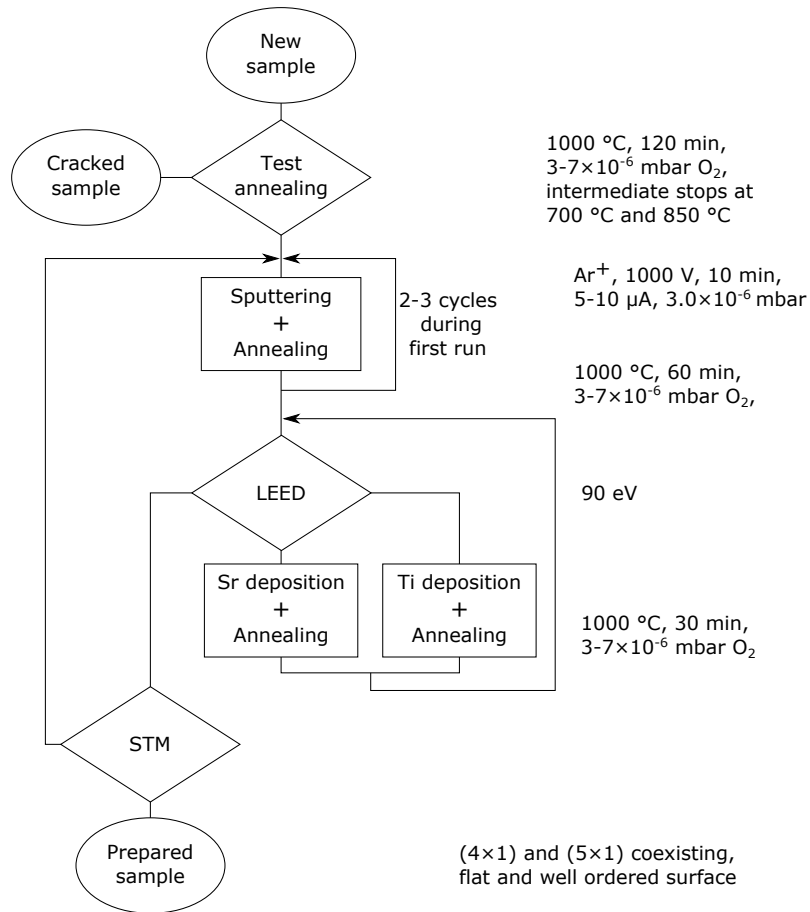 New
sample
Cracked
sample
Test
annealing
1000 °C, 120 min,
3-7×10⁻⁶ mbar O₂,
intermediate stops at
700 °C and 850 °C
Sputtering
+
Annealing
2-3 cycles
during
first run
Ar⁺, 1000 V, 10 min,
5-10 µA, 3.0×10⁻⁶ mbar
1000 °C, 60 min,
3-7×10⁻⁶ mbar O₂,
LEED
90 eV
Sr deposition
+
Annealing
Ti deposition
+
Annealing
1000 °C, 30 min,
3-7×10⁻⁶ mbar O₂
STM
Prepared
sample
(4×1) and (5×1) coexisting,
flat and well ordered surface